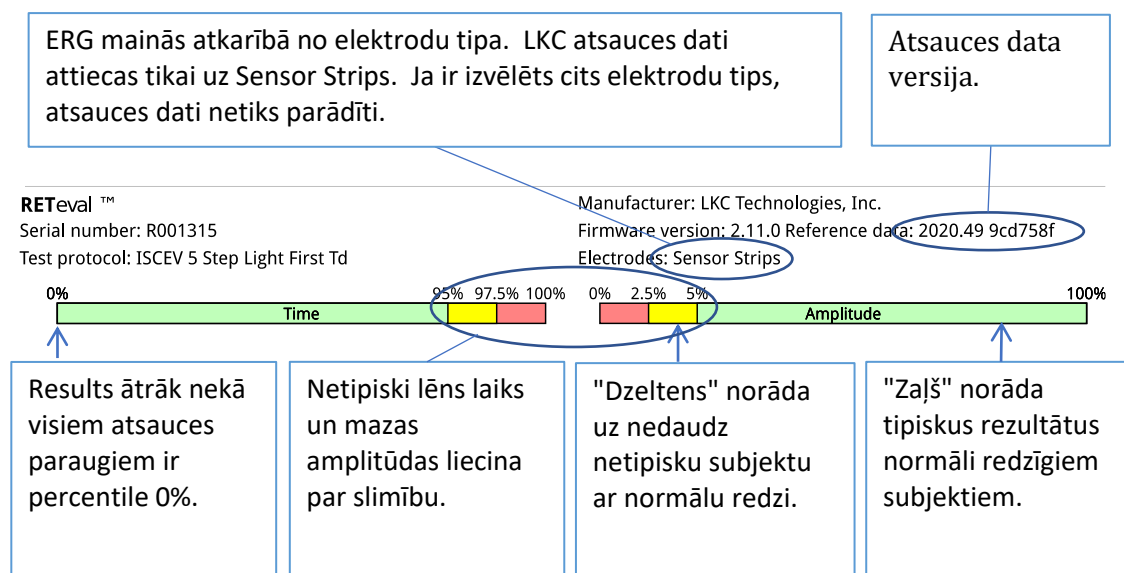 ERG mainās atkarībā no elektrodu tipa. LKC atsauces dati
attiecas tikai uz Sensor Strips. Ja ir izvēlēts cits elektrodu tips,
atsauces dati netiks parādīti.
Atsauces data
versija.
RETeval ™
Serial number: R001315
Test protocol: ISCEV 5 Step Light First Td
Manufacturer: LKC Technologies, Inc.
Firmware version: 2.11.0 Reference data: 2020.49 9cd758f
Electrodes: Sensor Strips
0% 95% 97.5% 100%
Time
0% 2.5% 5% 100%
Amplitude
Results ātrāk nekā
visiem atsauces
paraugiem ir
percentile 0%.
Netipiski lēns laiks
un mazas
amplitūdas liecina
par slimību.
"Dzeltens" norāda
uz nedaudz
netipisku subjektu
ar normālu redzi.
"Zaļš" norāda
tipiskus rezultātus
normāli redzīgiem
subjektiem.